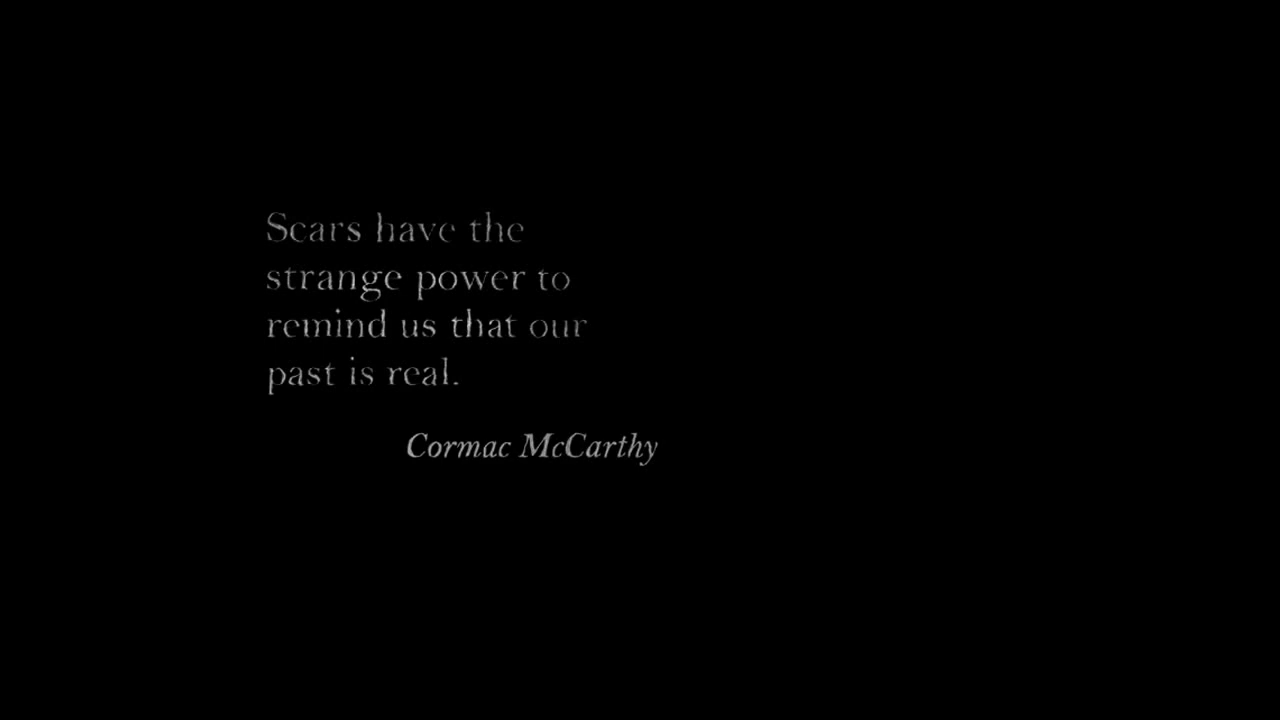 Scars have the
strange power to
remind us that our
past is real.
Cormac McCarthy